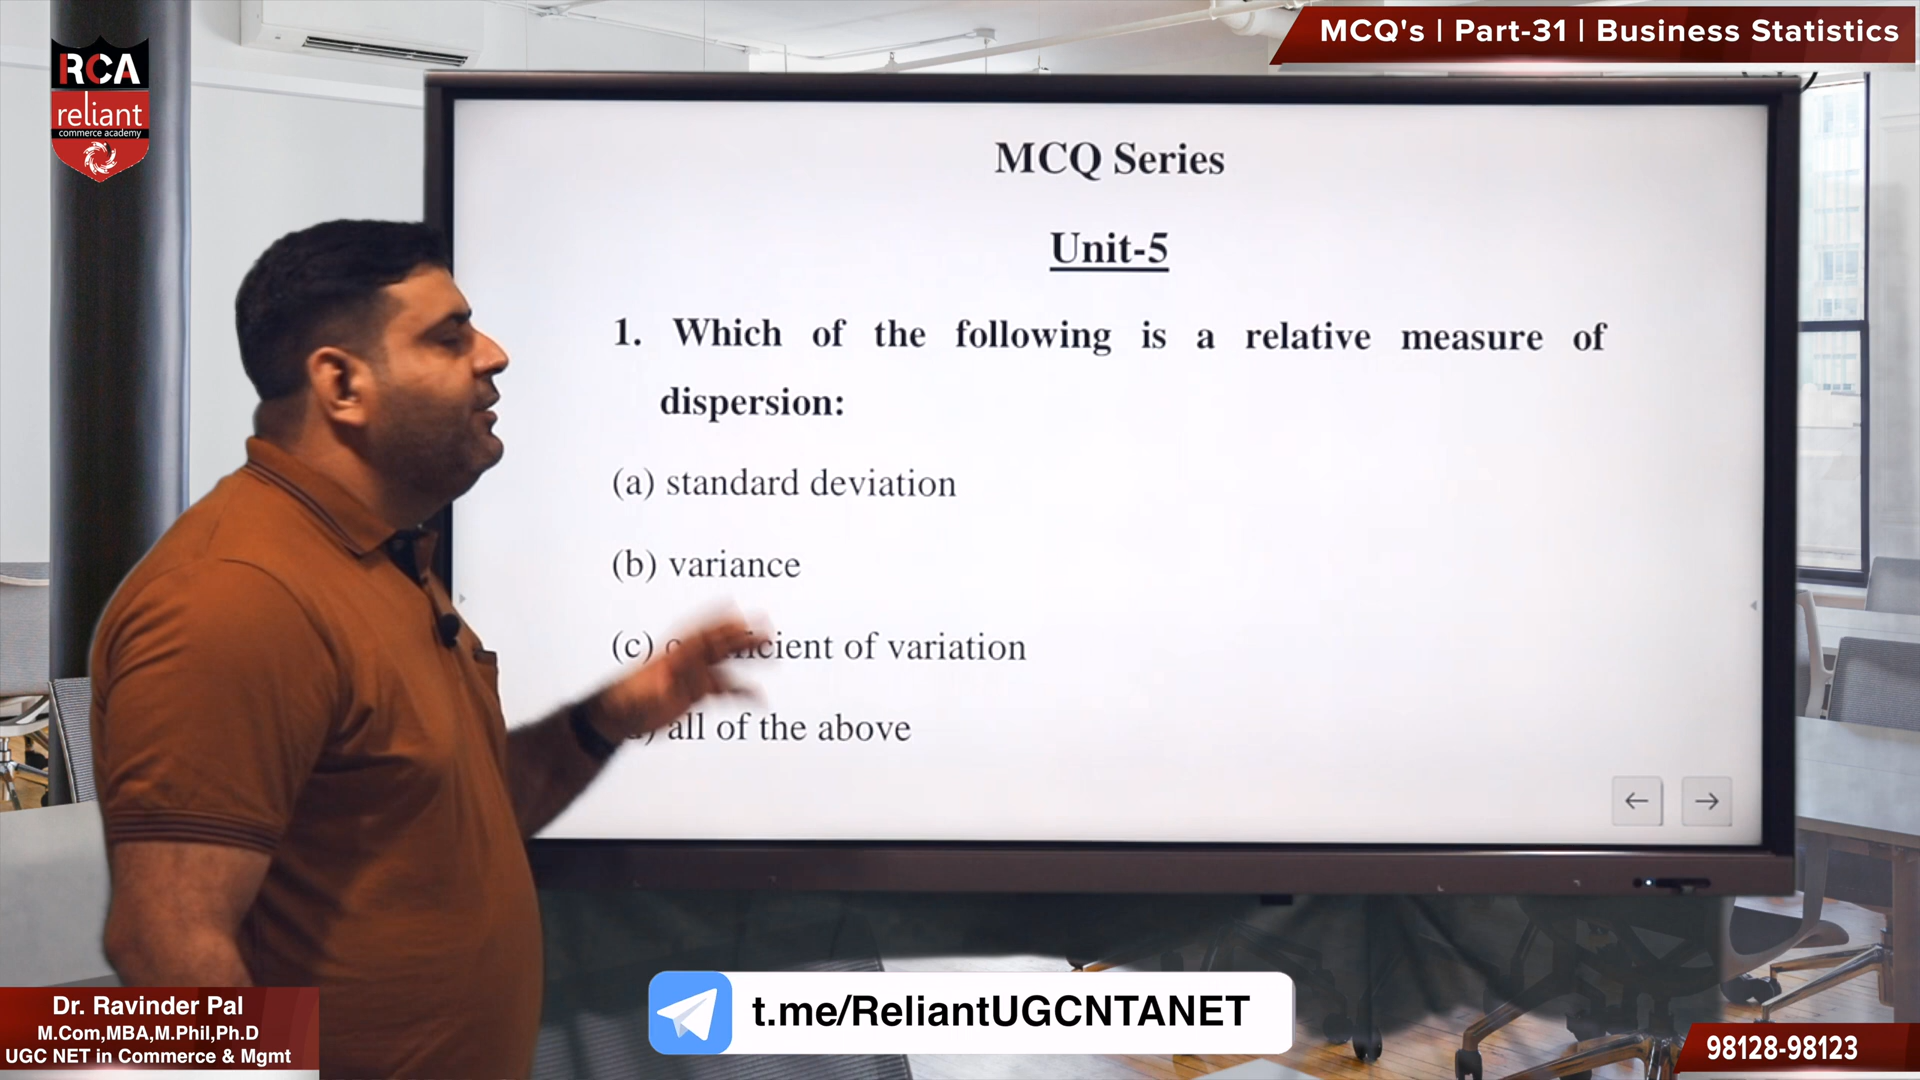 RCA
reliant
commerce academy
MCQ's | Part-31 | Business Statistics
MCQ Series
Unit-5
1. Which of the following is a relative measure of
dispersion:
(a) standard deviation
(b) variance
(c) of variation
all of the above
t.me/ReliantUGCNTANET
Dr. Ravinder Pal
M.Com,MBA,M.Phil,Ph.D
UGC NET in Commerce & Mgmt
98128-98123